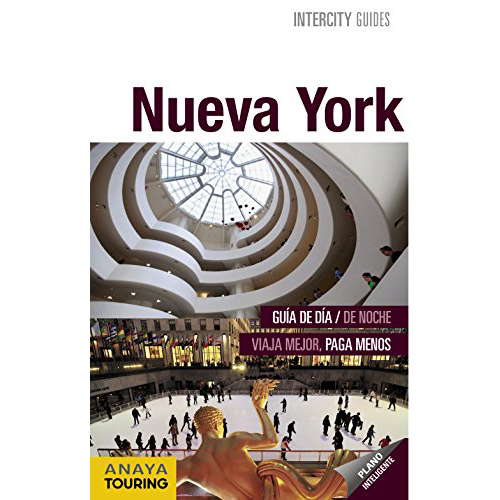 INTERCITY GUIDES
Nueva York
GUÍA DE DÍA / DE NOCHE
VIAJA MEJOR, PAGA MENOS
PLANO
INTELIGENTE
ANAYA
TOURING